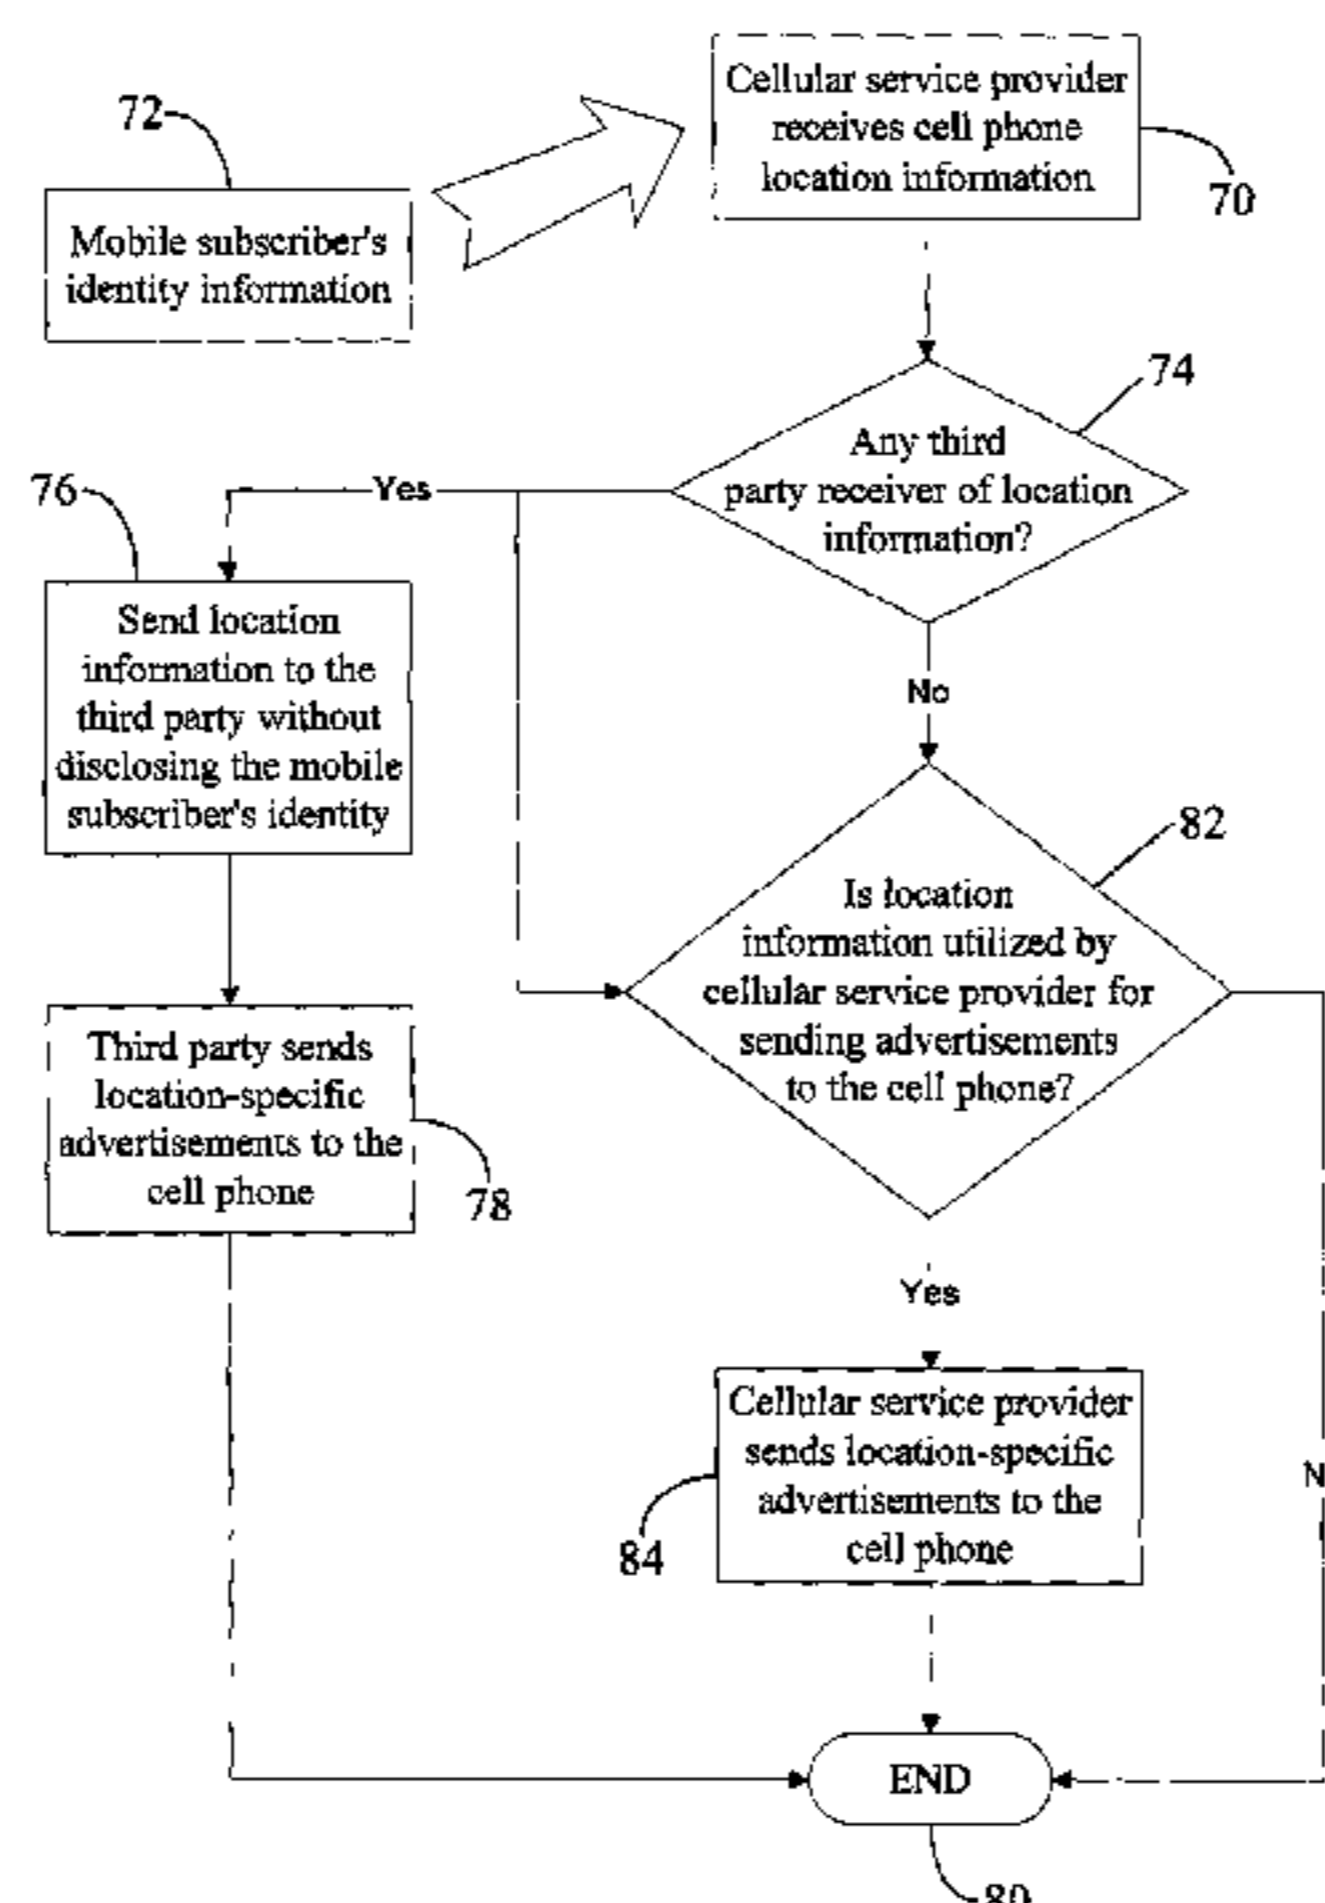 72
Mobile subscriber's
identity information
Cellular service provider
receives cell phone
location information
70
74
Any third
party receiver of location
information?
Yes
No
76
Send location
information to the
third party without
disclosing the mobile
subscriber's identity
82
Is location
information utilized by
cellular service provider for
sending advertisements
to the cell phone?
Third party sends
location-specific
advertisements to the
cell phone
78
Yes
Cellular service provider
sends location-specific
advertisements to the
cell phone
84
N
END
80